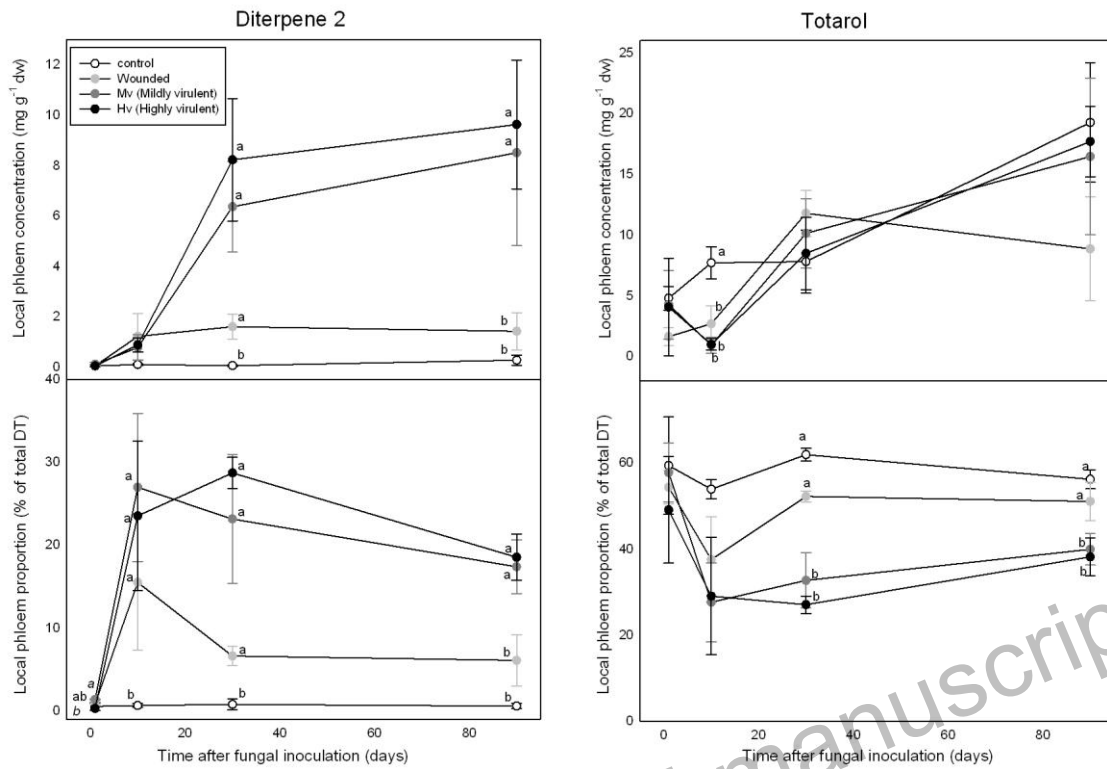 Diterpene 2
Totarol
control
Wounded
Mv (Mildly virulent)
Hv (Highly virulent)
Local phloem concentration (mg g⁻¹ dw)
12
10
8
6
4
2
0
a
a
a
a
a
b
b
b
Local phloem concentration (mg g⁻¹ dw)
25
20
15
10
5
0
a
b
b
b
Local phloem proportion (% of total DT)
40
30
20
10
0
a
ab
b
a
a
a
b
a
a
a
b
a
a
b
b
0 20 40 60 80
Time after fungal inoculation (days)
Local phloem proportion (% of total DT)
60
40
20
0
a
a
b
b
a
a
b
b
0 20 40 60 80
Time after fungal inoculation (days)
manuscrip